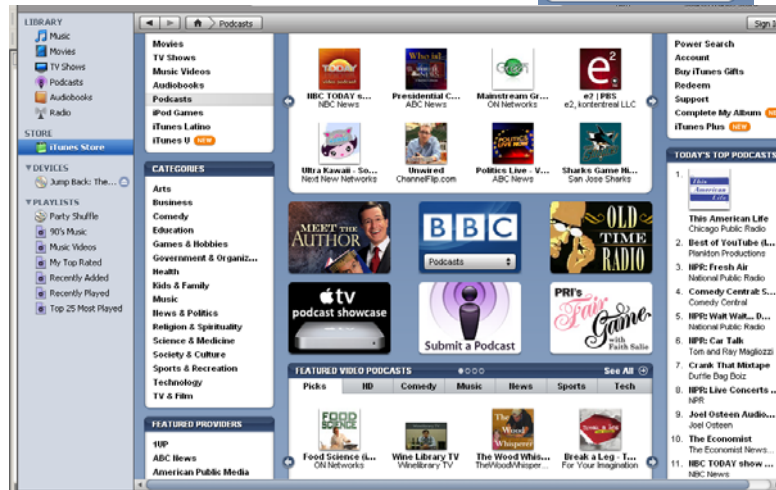 LIBRARY
Music
Movies
TV Shows
Podcasts
Audiobooks
Radio
STORE
iTunes Store
DEVICES
Jump Back: The...
PLAYLISTS
Party Shuffle
90's Music
Music Videos
My Top Rated
Recently Added
Recently Played
Top 25 Most Played
Podcasts
Sign I
Movies
TV Shows
Music Videos
Audiobooks
Podcasts
iPod Games
iTunes Latino
iTunes U NEW
CATEGORIES
Arts
Business
Comedy
Education
Games & Hobbies
Government & Organiz...
Health
Kids & Family
Music
News & Politics
Religion & Spirituality
Science & Medicine
Society & Culture
Sports & Recreation
Technology
TV & Film
FEATURED PROVIDERS
1UP
ABC News
American Public Media
TODAY
NBC TODAY s...
NBC News
Presidential C...
ABC News
Mainstream Gr...
ON Networks
e2
e2 | PBS
e2, kontentreal LLC
Ultra Kawaii - So...
Next New Networks
Unwired
ChannelFlip.com
POLITICS
LIVE NOW
Politics Live - V...
ABC News
Sharks Game Hi...
San Jose Sharks
MEET THE
AUTHOR
BBC
Podcasts
OLD
TIME
RADIO
tv
podcast showcase
Submit a Podcast
PRI's
Fair
Game
with
Faith Salie
FEATURED VIDEO PODCASTS
See All
Picks
HD
Comedy
Music
News
Sports
Tech
FOOD
SCIENCE
Food Science (i...
ON Networks
Wine Library TV
Winelibrary TV
The
Wood
Whisperer
The Wood Whis...
TheWoodWhisper...
Break a Leg - T...
For Your Imagination
Power Search
Account
Buy iTunes Gifts
Redeem
Support
Complete My Album
iTunes Plus NEW
TODAY'S TOP PODCASTS
1.
This
American
Life
This American Life
Chicago Public Radio
2. Best of YouTube (i...
Plankton Productions
3. NPR: Fresh Air
National Public Radio
4. Comedy Central: S...
Comedy Central
5. NPR: Wait Wait... D...
National Public Radio
6. NPR: Car Talk
Tom and Ray Magliozzi
7. Crank That Mixtape
Duffle Bag Boiz
8. NPR: Live Concerts ...
NPR
9. Joel Osteen Audio...
Joel Osteen
10. The Economist
The Economist News...
11. NBC TODAY show ...
NBC News